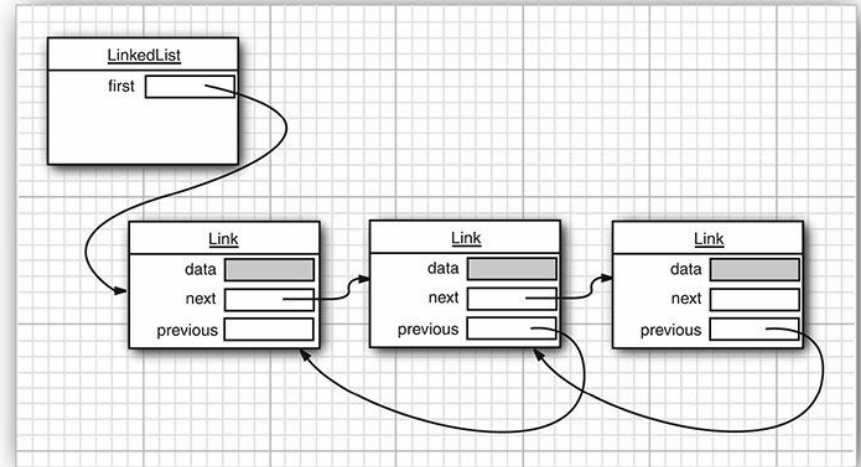 LinkedList
first
Link
data
next
previous
Link
data
next
previous
Link
data
next
previous